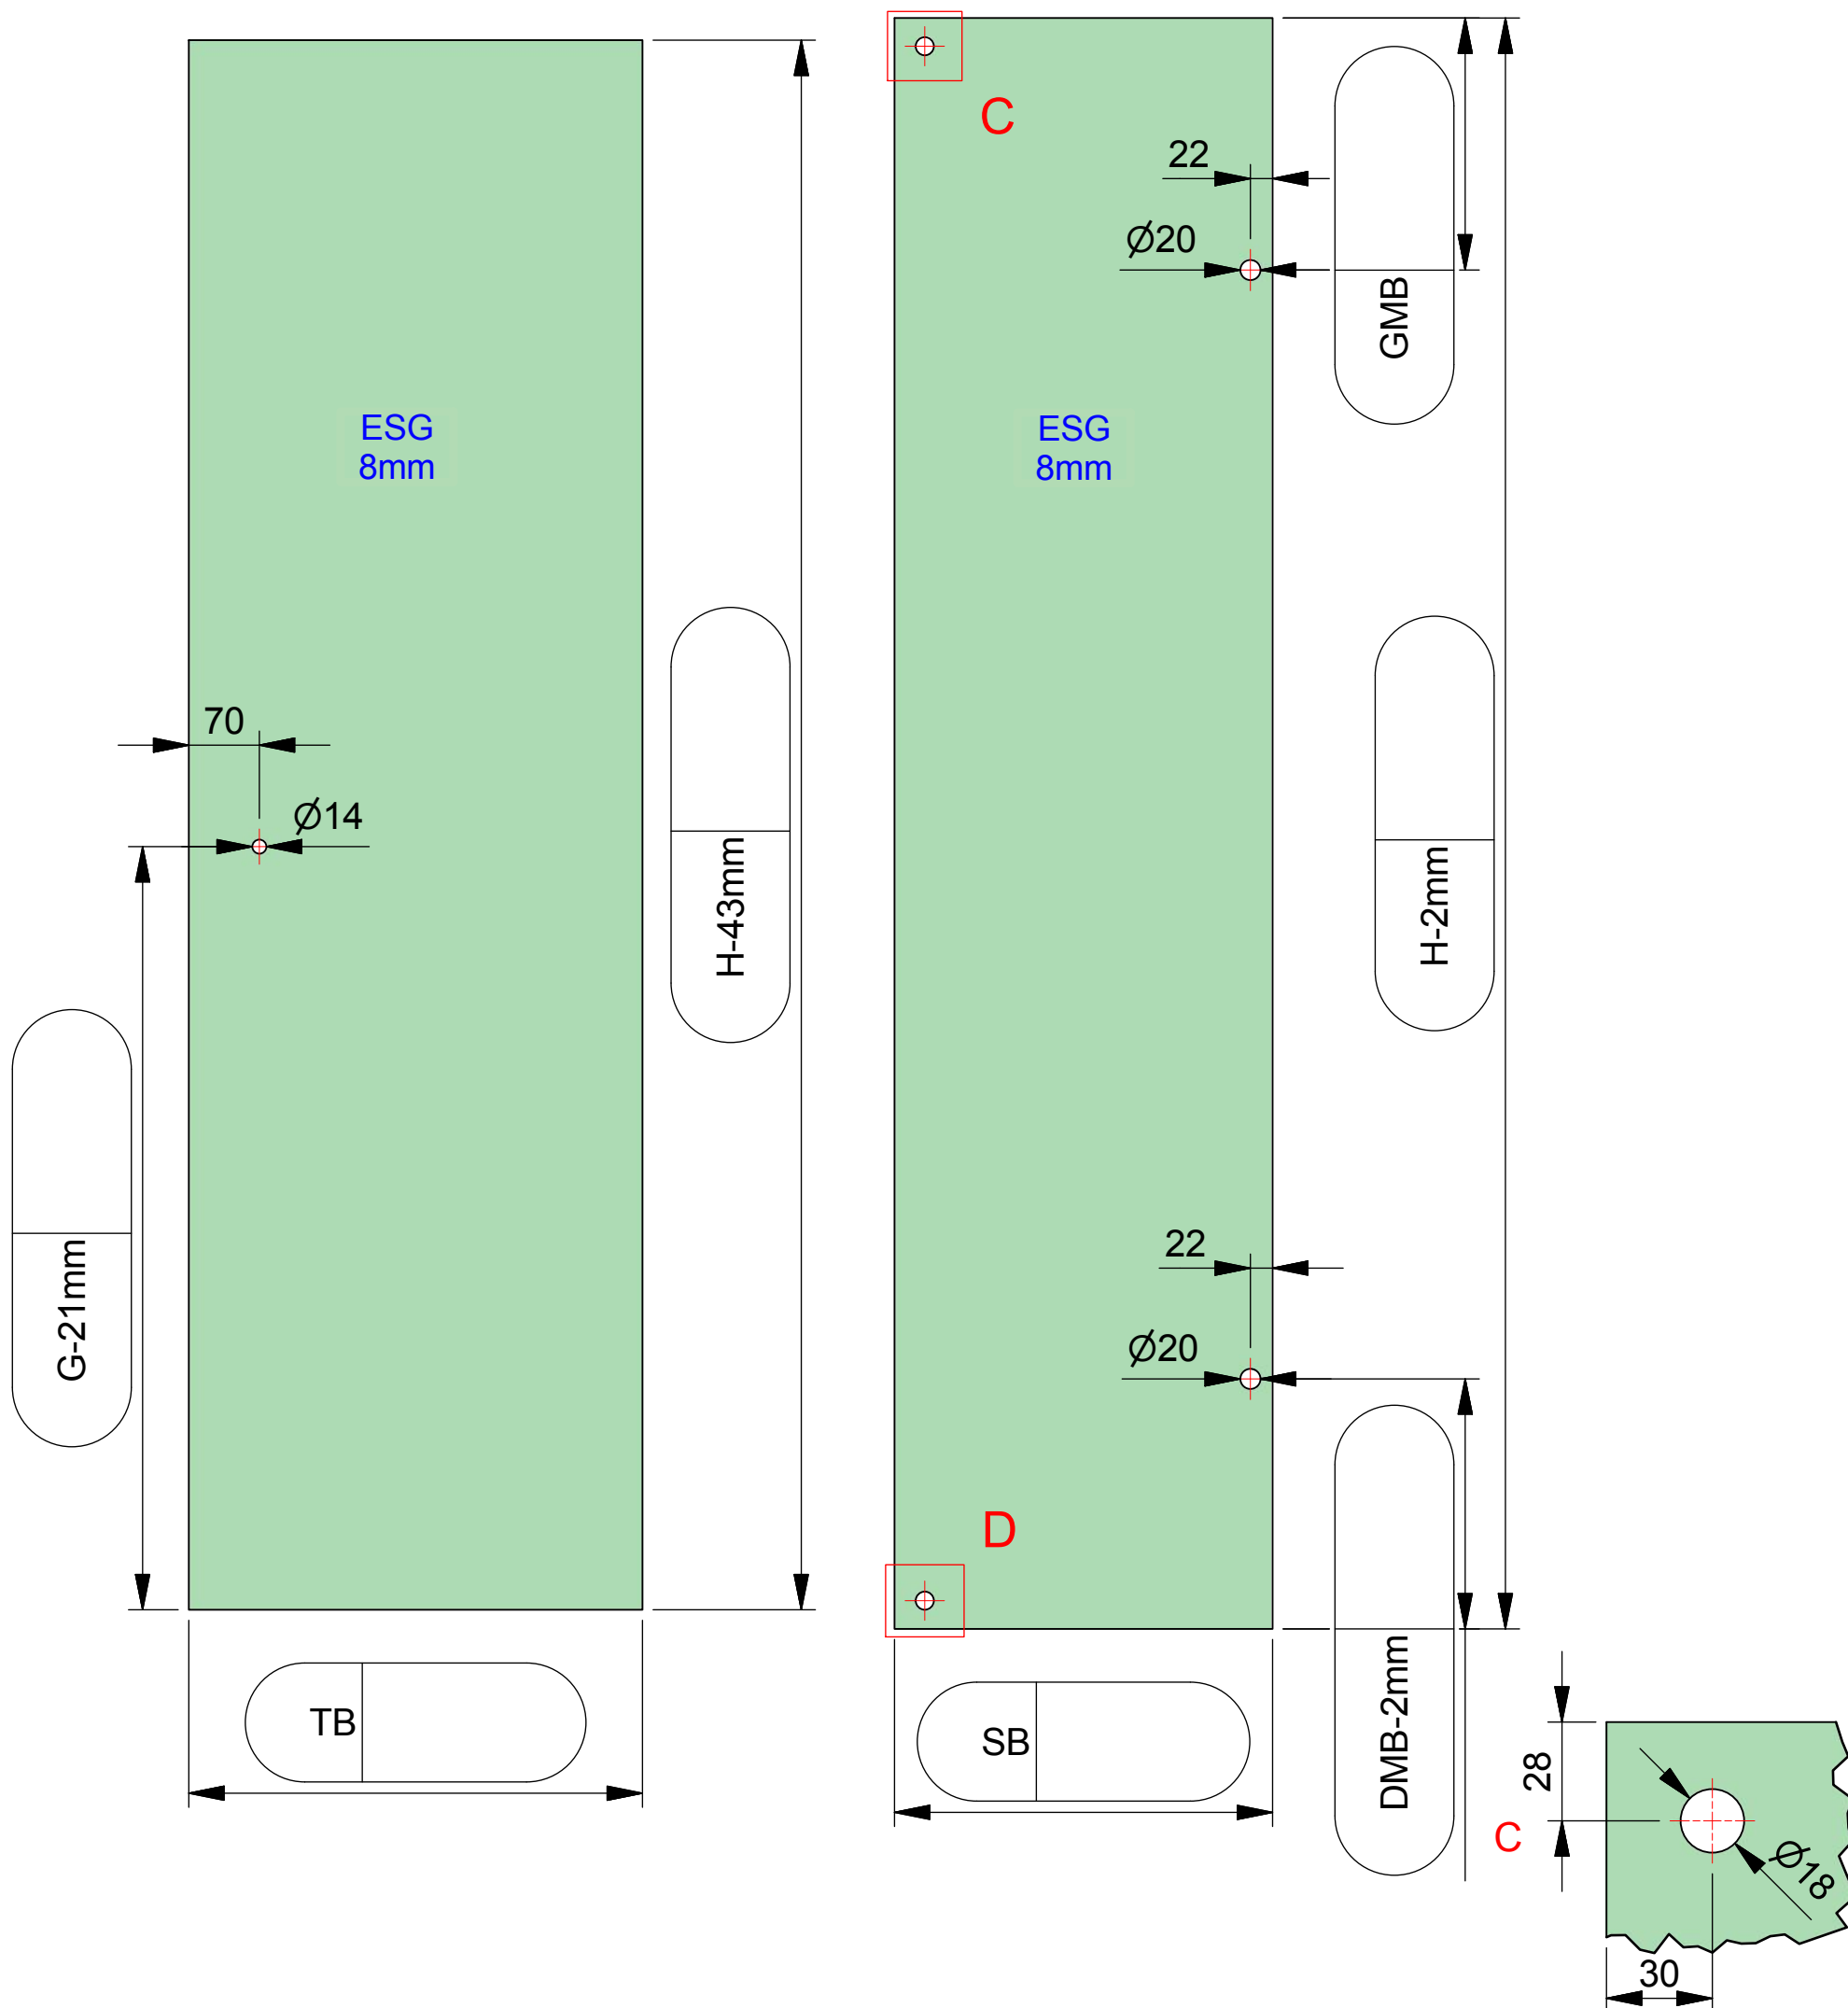 C
22
Ø20
GMB
ESG
8mm
ESG
8mm
70
Ø14
H-43mm
H-2mm
G-21mm
22
Ø20
D
TB
SB
DMB-2mm
28
C
Ø18
30